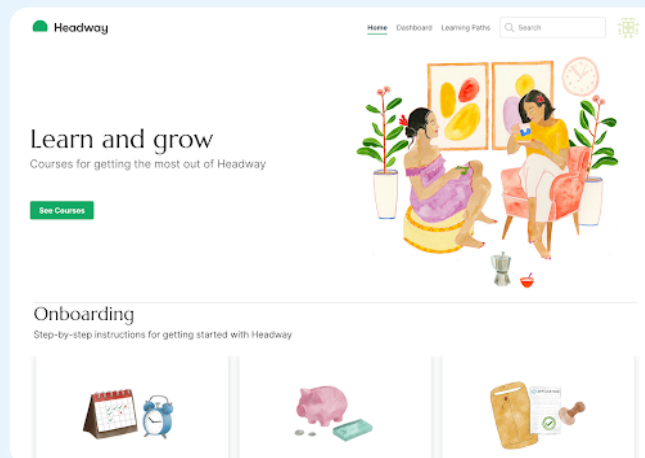 Headway
Home Dashboard Learning Paths Search
Learn and grow
Courses for getting the most out of Headway
See Courses
Onboarding
Step-by-step instructions for getting started with Headway